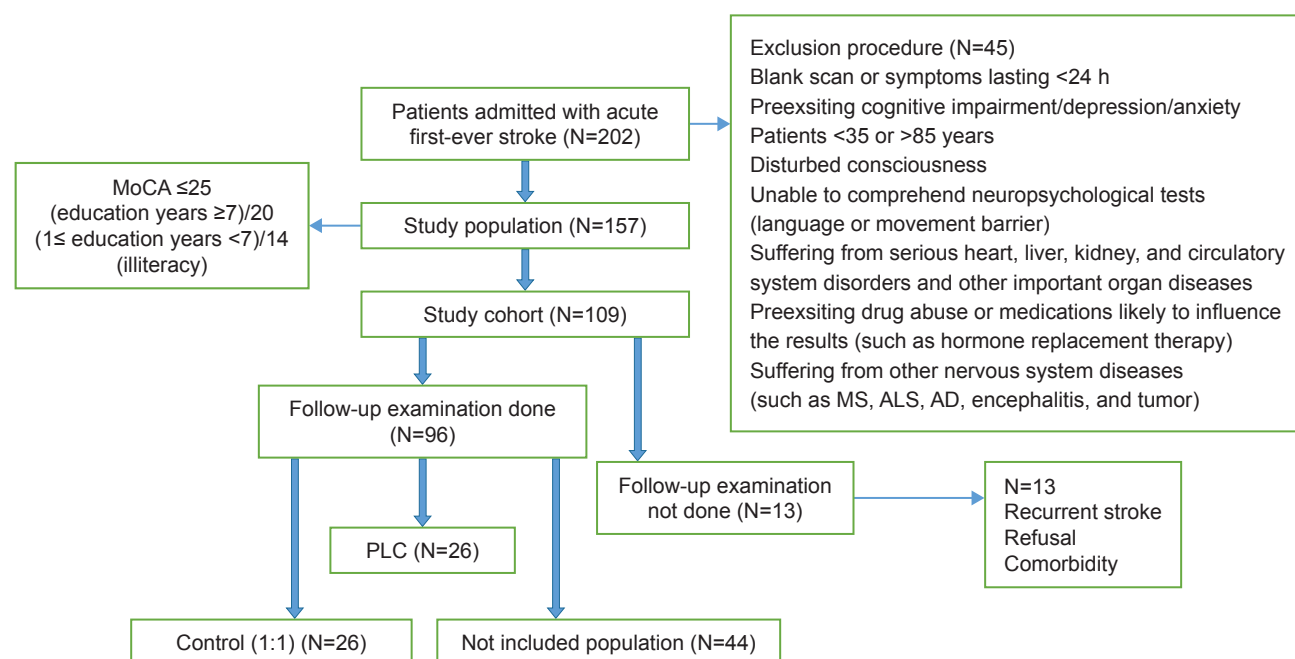 Patients admitted with acute
first-ever stroke (N=202)
Exclusion procedure (N=45)
Blank scan or symptoms lasting <24 h
Preexsiting cognitive impairment/depression/anxiety
Patients <35 or >85 years
Disturbed consciousness
Unable to comprehend neuropsychological tests
(language or movement barrier)
Suffering from serious heart, liver, kidney, and circulatory
system disorders and other important organ diseases
Preexsiting drug abuse or medications likely to influence
the results (such as hormone replacement therapy)
Suffering from other nervous system diseases
(such as MS, ALS, AD, encephalitis, and tumor)
MoCA ≤25
(education years ≥7)/20
(1≤ education years <7)/14
(illiteracy)
Study population (N=157)
Study cohort (N=109)
Follow-up examination done
(N=96)
Follow-up examination
not done (N=13)
N=13
Recurrent stroke
Refusal
Comorbidity
PLC (N=26)
Control (1:1) (N=26)
Not included population (N=44)